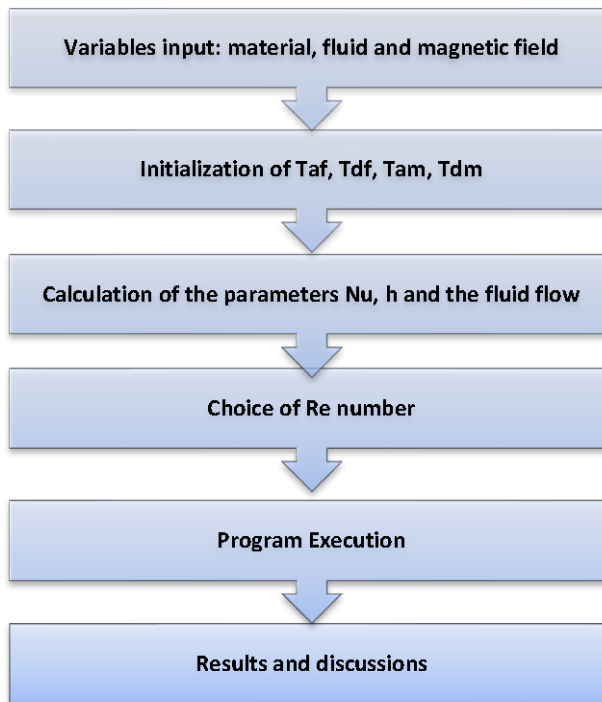 Variables input: material, fluid and magnetic field
Initialization of Taf, Tdf, Tam, Tdm
Calculation of the parameters Nu, h and the fluid flow
Choice of Re number
Program Execution
Results and discussions